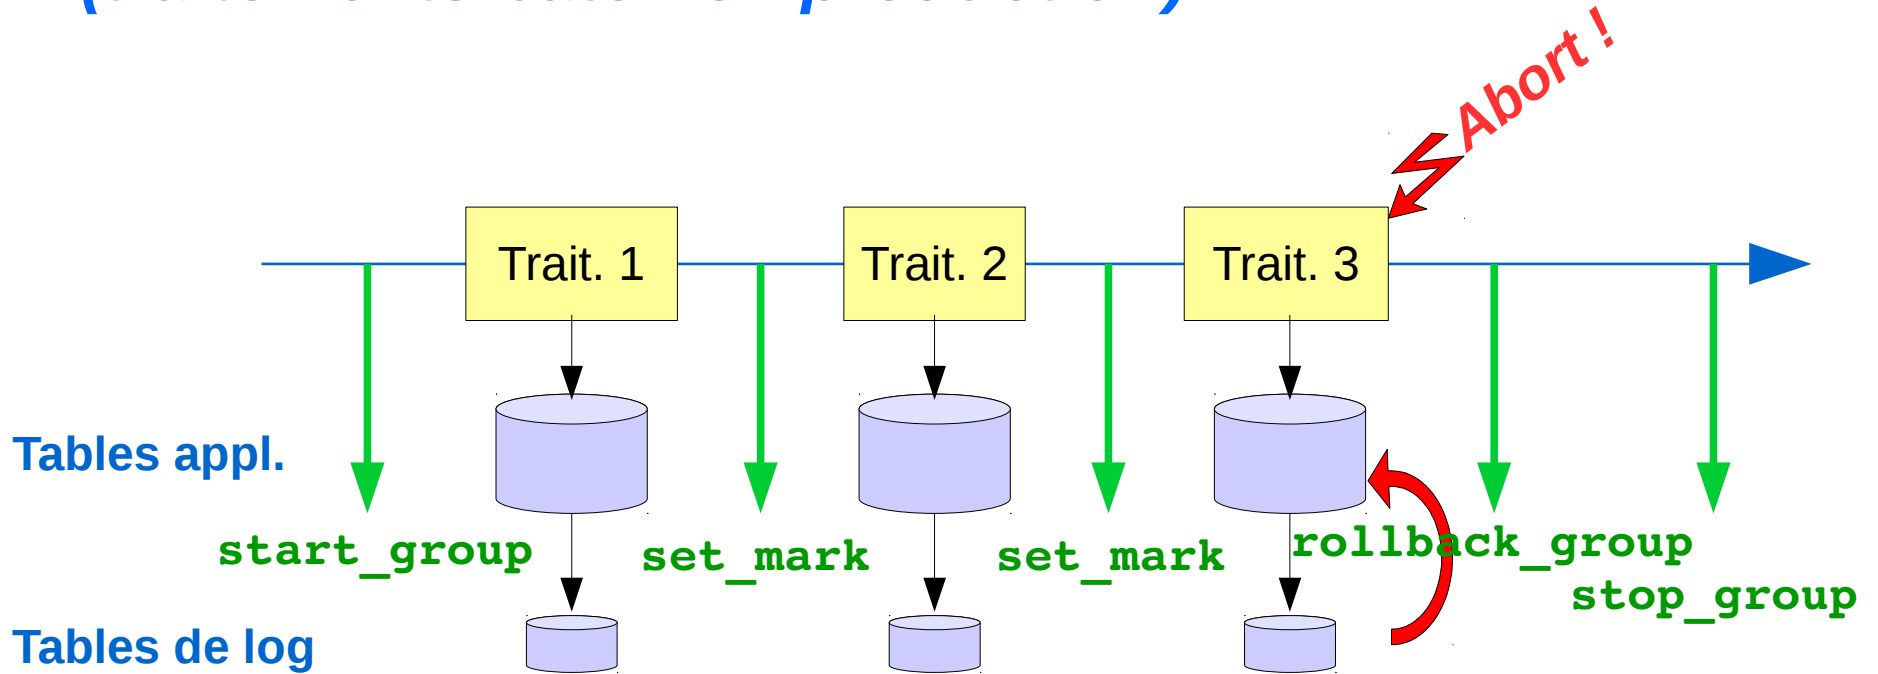 Abort !
Trait. 1
Trait. 2
Trait. 3
Tables appl.
start_group
set_mark
set_mark
rollback_group
stop_group
Tables de log